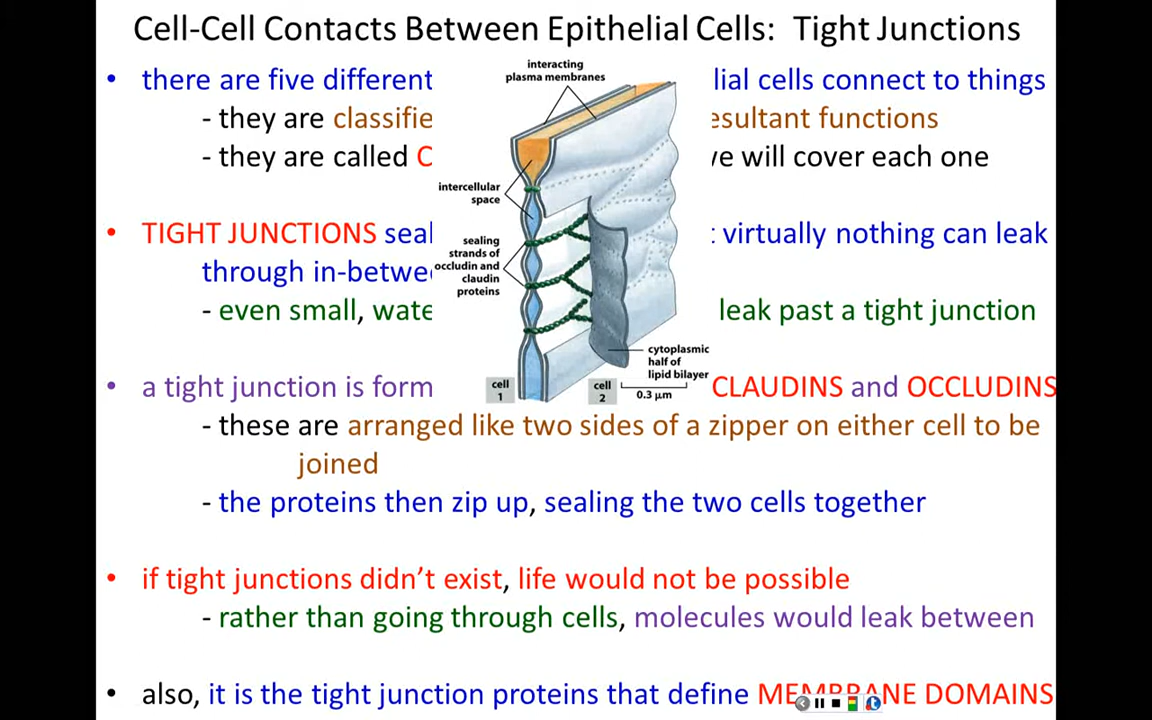 Cell-Cell Contacts Between Epithelial Cells: Tight Junctions
• there are five different lial cells connect to things
- they are classifie esultant functions
- they are called C ve will cover each one
• TIGHT JUNCTIONS seal virtually nothing can leak
through in-betwee
- even small, wate leak past a tight junction
• a tight junction is form CLAUDINS and OCCLUDINS
- these are arranged like two sides of a zipper on either cell to be
joined
- the proteins then zip up, sealing the two cells together
• if tight junctions didn't exist, life would not be possible
- rather than going through cells, molecules would leak between
• also, it is the tight junction proteins that define MEMBRANE DOMAINS
interacting
plasma membranes
intercellular
space
sealing
strands of
occludin and
claudin
proteins
cytoplasmic
half of
lipid bilayer
cell
1
cell
2
0.3 µm